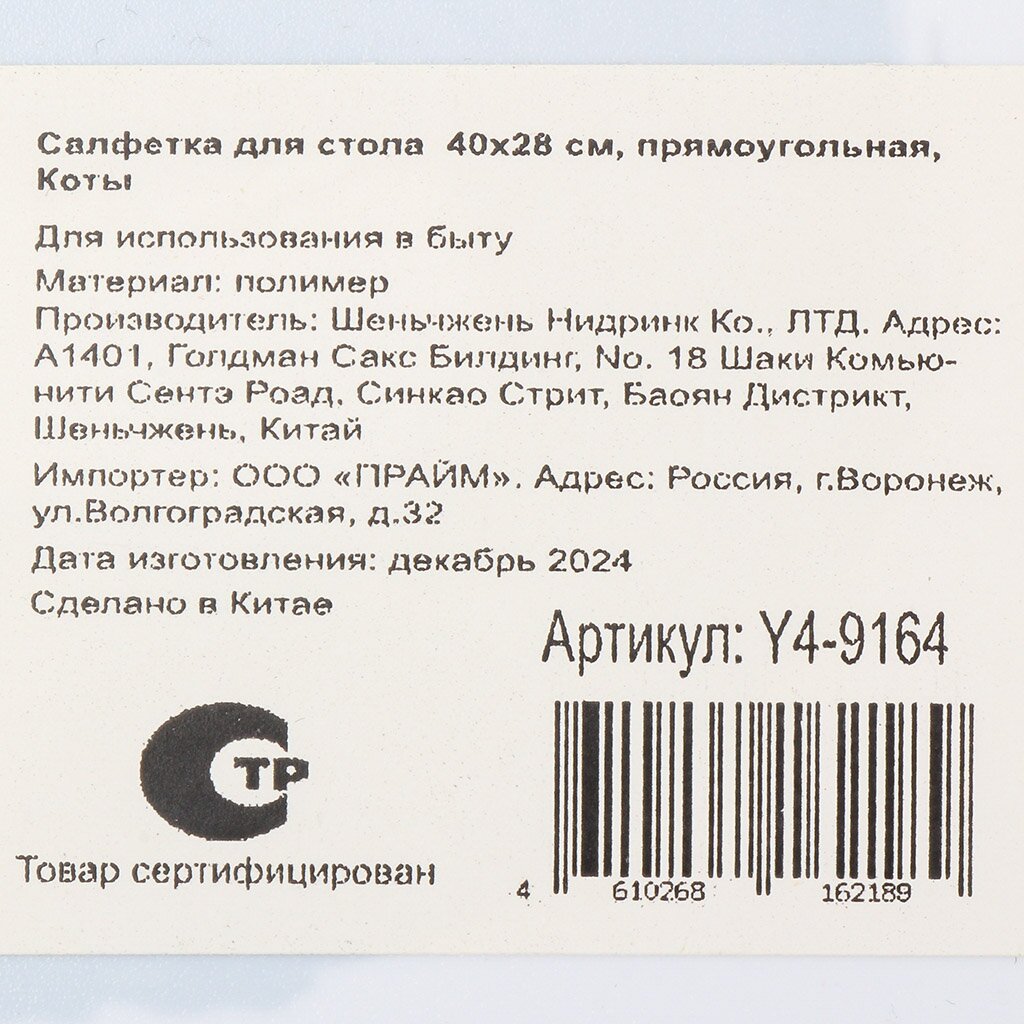 Салфетка для стола 40х28 см, прямоугольная,
Коты
Для использования в быту
Материал: полимер
Производитель: Шеньчжень Нидринк Ко., ЛТД. Адрес:
А1401, Голдман Сакс Билдинг, No. 18 Шаки Комью-
нити Сентэ Роад, Синкао Стрит, Баоян Дистрикт,
Шеньчжень, Китай
Импортер: ООО «ПРАЙМ». Адрес: Россия, г.Воронеж,
ул.Волгоградская, д.32
Дата изготовления: декабрь 2024
Сделано в Китае
Артикул: Y4-9164
ТР
Товар сертифицирован
4 610268 162189